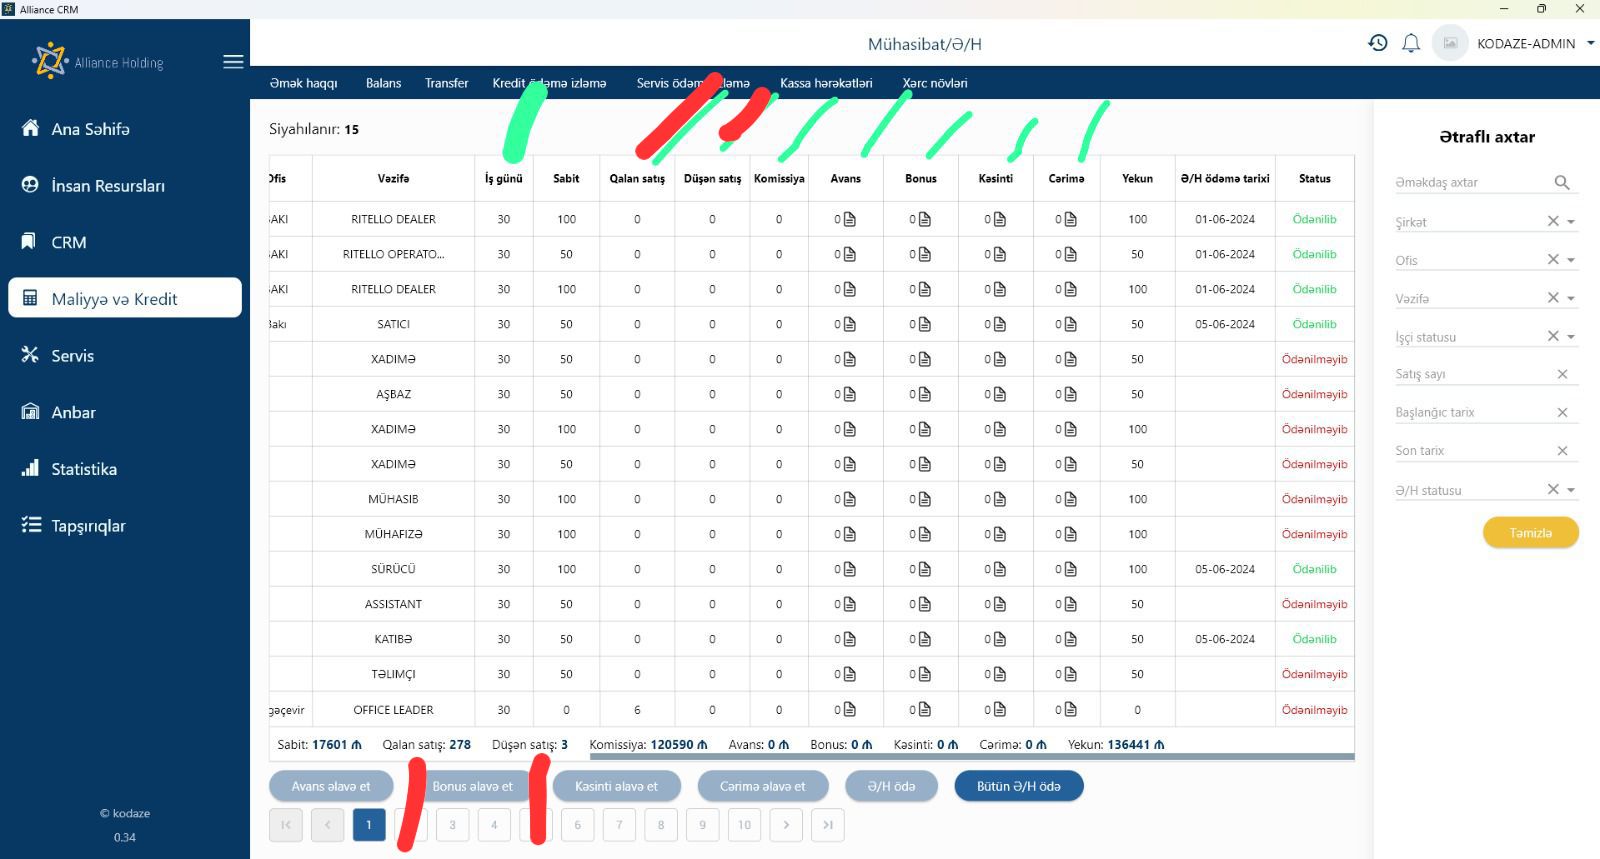 Alliance CRM
Alliance Holding
Mühasibat/Ə/H
KODAZE-ADMIN
Əmək haqqı Balans Transfer Kredit ödəmə izləmə Servis ödəmə izləmə Kassa hərəkətləri Xərc növləri
Ana Səhifə
İnsan Resursları
CRM
Maliyyə və Kredit
Servis
Anbar
Statistika
Tapşırıqlar
© kodaze
0.34
Siyahılanır: 15
Ofis Vəzifə İş günü Sabit Qalan satış Düşən satış Komissiya Avans Bonus Kəsinti Cərimə Yekun Ə/H ödəmə tarixi Status
BAKI RITELLO DEALER 30 100 0 0 0 0 0 0 0 100 01-06-2024 Ödənilib
BAKI RITELLO OPERATO... 30 50 0 0 0 0 0 0 0 50 01-06-2024 Ödənilib
BAKI RITELLO DEALER 30 100 0 0 0 0 0 0 0 100 01-06-2024 Ödənilib
Bakı SATICI 30 50 0 0 0 0 0 0 0 50 05-06-2024 Ödənilib
XADIMƏ 30 50 0 0 0 0 0 0 0 50 Ödənilməyib
AŞBAZ 30 50 0 0 0 0 0 0 0 50 Ödənilməyib
XADIMƏ 30 100 0 0 0 0 0 0 0 100 Ödənilməyib
XADIMƏ 30 50 0 0 0 0 0 0 0 50 Ödənilməyib
MÜHASIB 30 100 0 0 0 0 0 0 0 100 Ödənilməyib
MÜHAFIZƏ 30 100 0 0 0 0 0 0 0 100 Ödənilməyib
SÜRÜCÜ 30 100 0 0 0 0 0 0 0 100 05-06-2024 Ödənilib
ASSISTANT 30 50 0 0 0 0 0 0 0 50 Ödənilməyib
KATIBƏ 30 50 0 0 0 0 0 0 0 50 05-06-2024 Ödənilib
TƏLIMÇI 30 50 0 0 0 0 0 0 0 50 Ödənilməyib
gəçevir OFFICE LEADER 30 0 6 0 0 0 0 0 0 0 Ödənilməyib
Sabit: 17601 ₼ Qalan satış: 278 Düşən satış: 3 Komissiya: 120590 ₼ Avans: 0 ₼ Bonus: 0 ₼ Kəsinti: 0 ₼ Cərimə: 0 ₼ Yekun: 136441 ₼
Avans əlavə et Bonus əlavə et Kəsinti əlavə et Cərimə əlavə et Ə/H ödə Bütün Ə/H ödə
1 3 4 6 7 8 9 10
Ətraflı axtar
Əməkdaş axtar
Şirkət
Ofis
Vəzifə
İşçi statusu
Satış sayı
Başlanğıc tarix
Son tarix
Ə/H statusu
Təmizlə